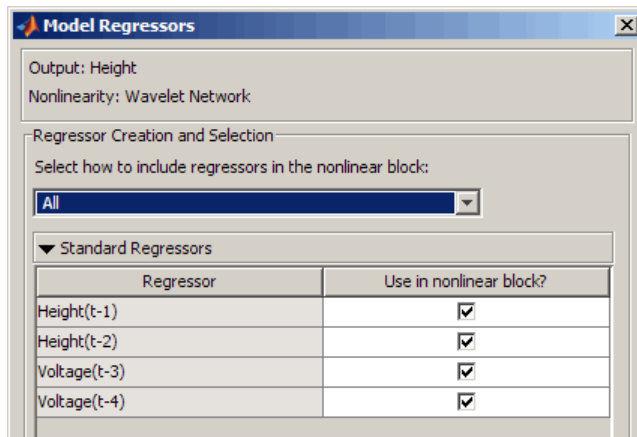 Model Regressors
Output: Height
Nonlinearity: Wavelet Network
Regressor Creation and Selection
Select how to include regressors in the nonlinear block:
All
Standard Regressors
Regressor Use in nonlinear block?
Height(t-1)
Height(t-2)
Voltage(t-3)
Voltage(t-4)